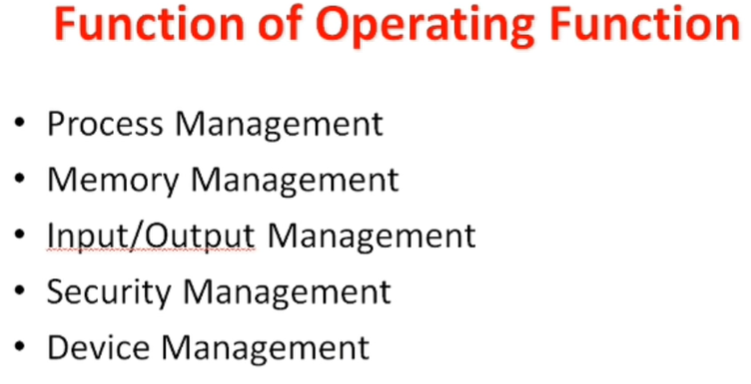 Function of Operating Function
• Process Management
• Memory Management
• Input/Output Management
• Security Management
• Device Management